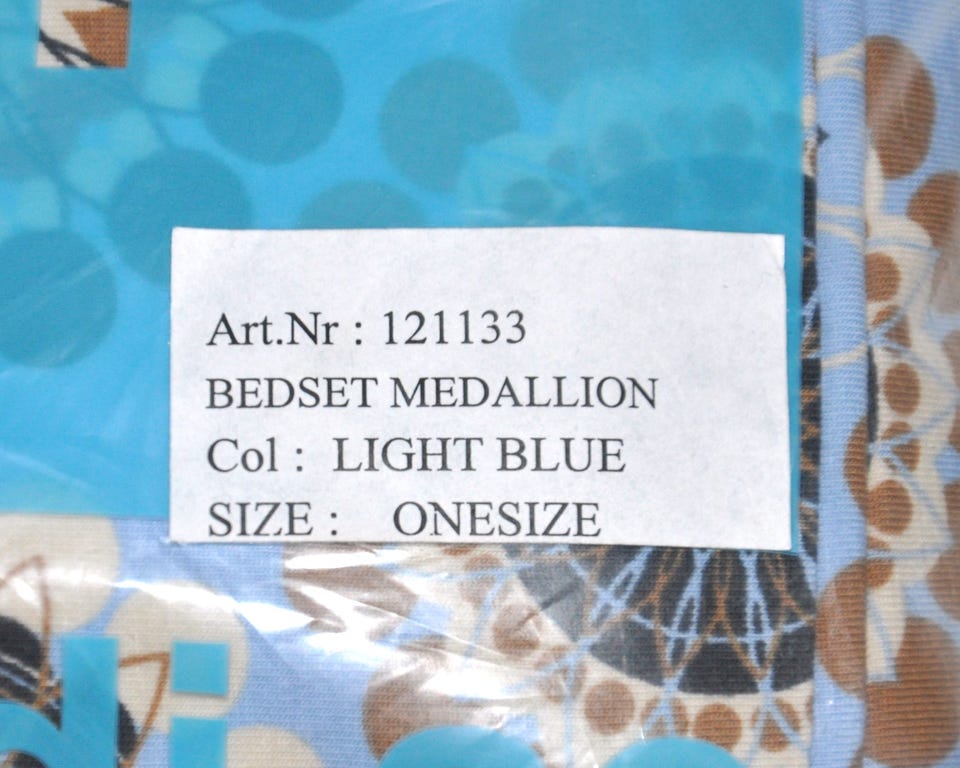 Art.Nr : 121133
BEDSET MEDALLION
Col : LIGHT BLUE
SIZE : ONESIZE